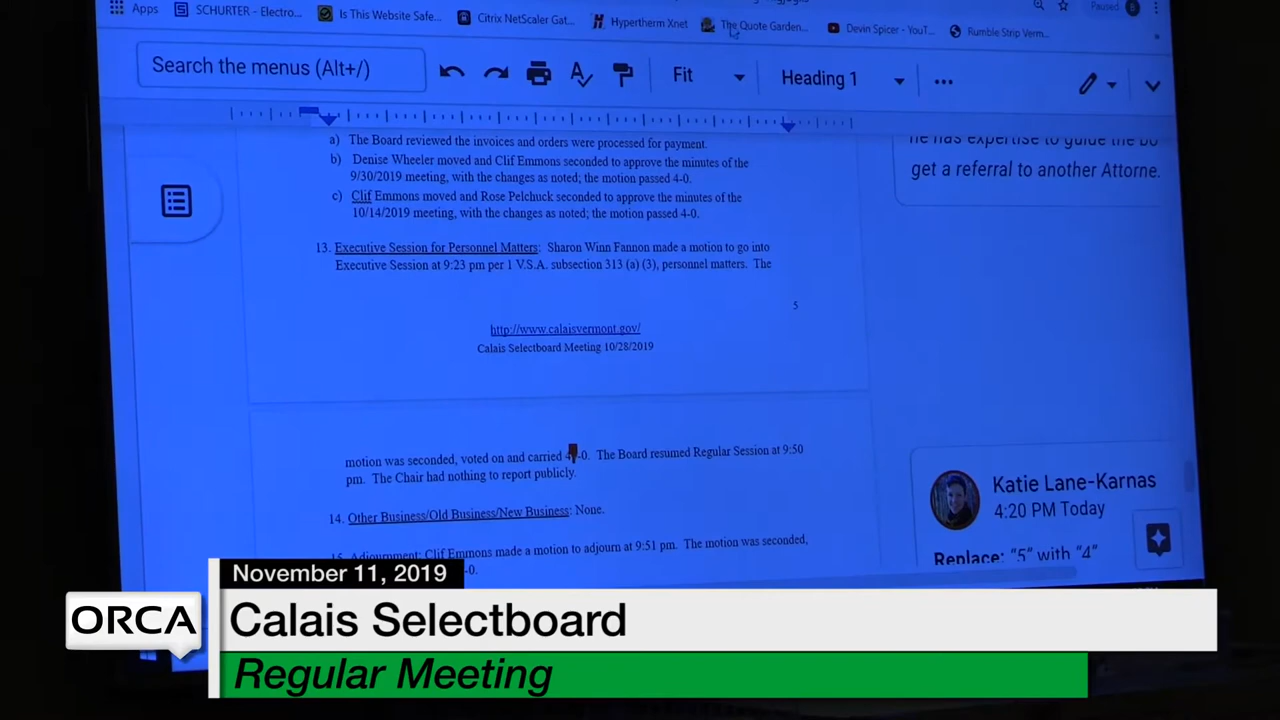 Apps SCHURTER - Electro... Is This Website Safe... Citrix NetScaler Gat... Hypertherm Xnet The Quote Garden... Devin Spicer - YouT... Rumble Strip Verm... Paused B
Search the menus (Alt+/) Fit Heading 1
a) The Board reviewed the invoices and orders were processed for payment.
b) Denise Wheeler moved and Clif Emmons seconded to approve the minutes of the
9/30/2019 meeting, with the changes as noted; the motion passed 4-0.
c) Clif Emmons moved and Rose Pelchuck seconded to approve the minutes of the
10/14/2019 meeting, with the changes as noted; the motion passed 4-0.
13. Executive Session for Personnel Matters: Sharon Winn Fannon made a motion to go into
Executive Session at 9:23 pm per 1 V.S.A. subsection 313 (a) (3), personnel matters. The
5
http://www.calaisvermont.gov/
Calais Selectboard Meeting 10/28/2019
motion was seconded, voted on and carried -0. The Board resumed Regular Session at 9:50
pm. The Chair had nothing to report publicly.
14. Other Business/Old Business/New Business: None.
15. Adjournment: Clif Emmons made a motion to adjourn at 9:51 pm. The motion was seconded,
-0.
he has expertise to guide the bo
get a referral to another Attorne.
Katie Lane-Karnas
4:20 PM Today
Replace: "5" with "4"
November 11, 2019
ORCA
Calais Selectboard
Regular Meeting